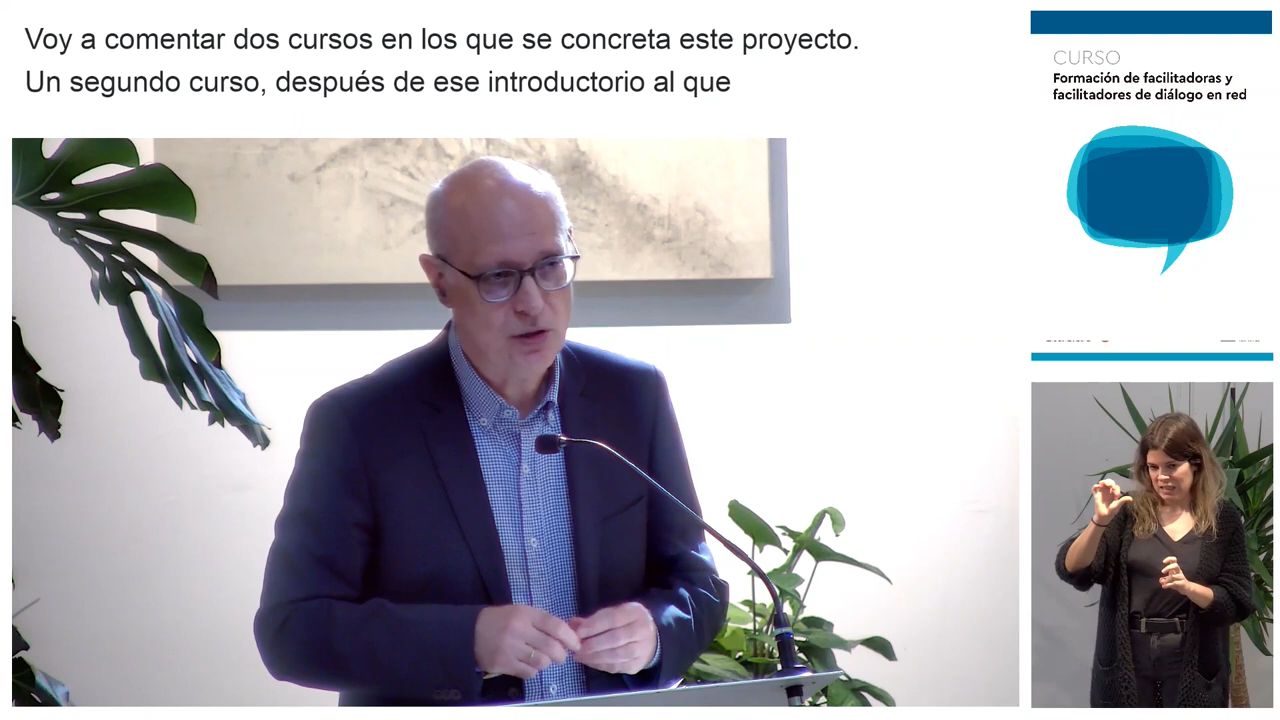 Voy a comentar dos cursos en los que se concreta este proyecto.
Un segundo curso, después de ese introductorio al que
CURSO
Formación de facilitadoras y
facilitadores de diálogo en red